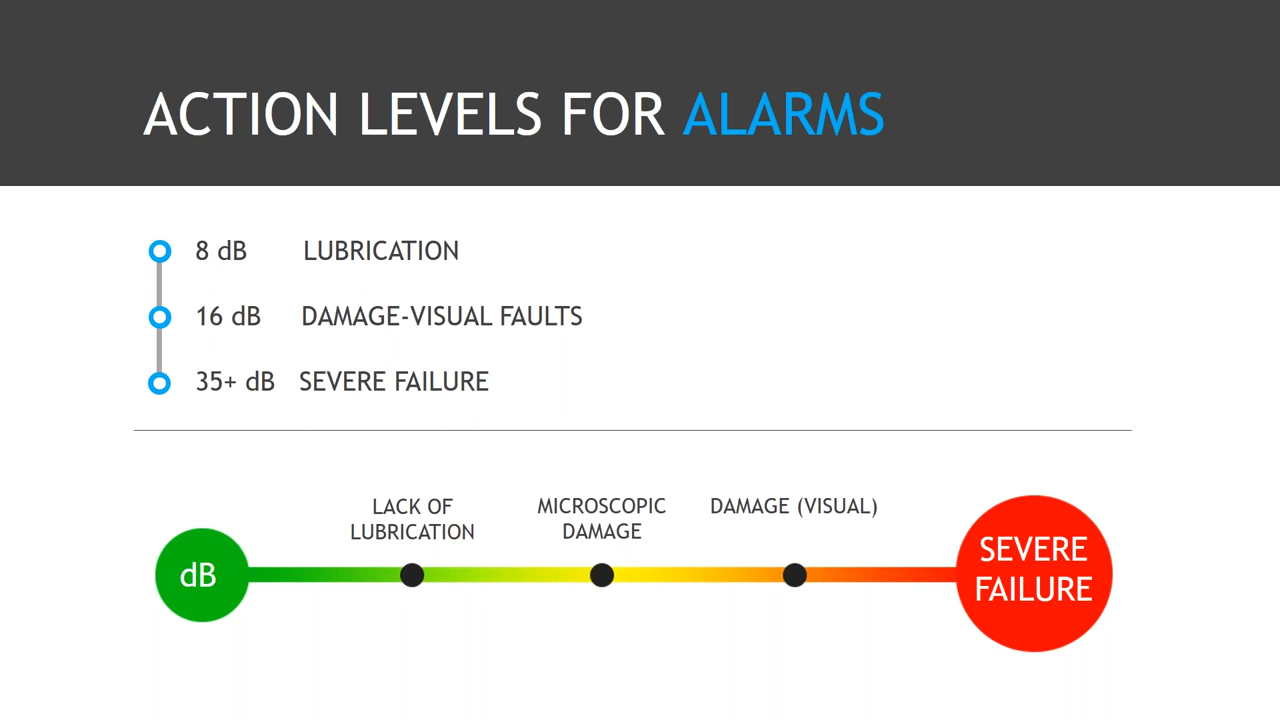 ACTION LEVELS FOR ALARMS
8 dB LUBRICATION
16 dB DAMAGE-VISUAL FAULTS
35+ dB SEVERE FAILURE
LACK OF
LUBRICATION
MICROSCOPIC
DAMAGE
DAMAGE (VISUAL)
dB
SEVERE
FAILURE